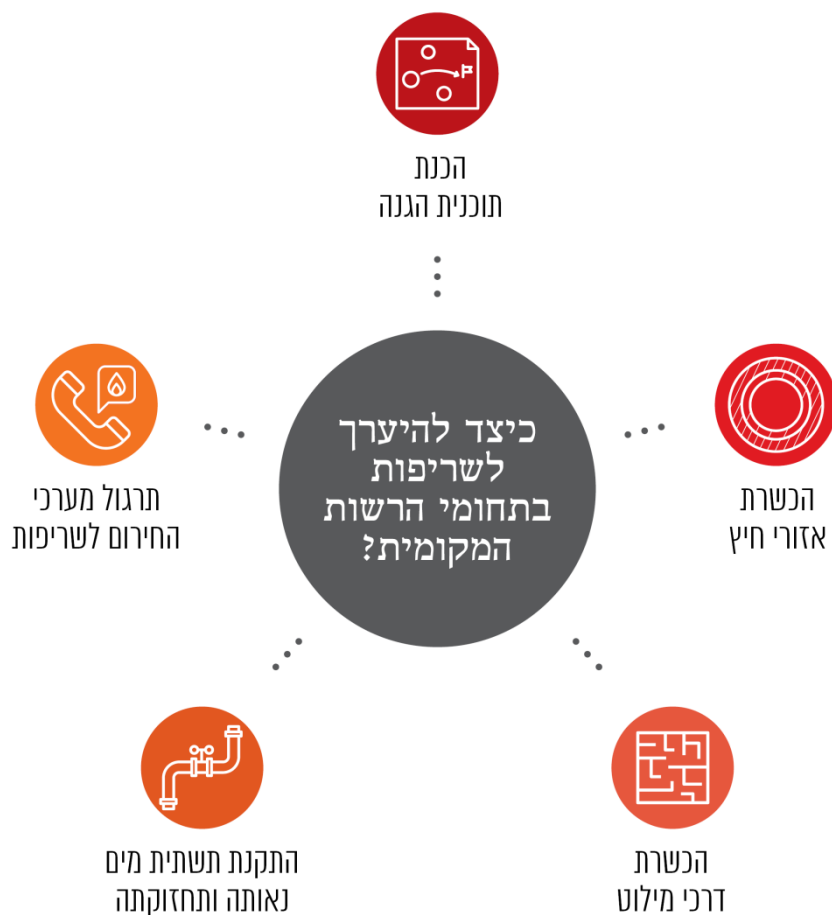 הכנת
תוכנית הגנה
כיצד להיערך
לשריפות
בתחומי הרשות
המקומית?
הכשרת
אזורי חיץ
הכשרת
דרכי מילוט
התקנת תשתית מים
נאותה ותחזוקתה
תרגול מערכי
החירום לשריפות